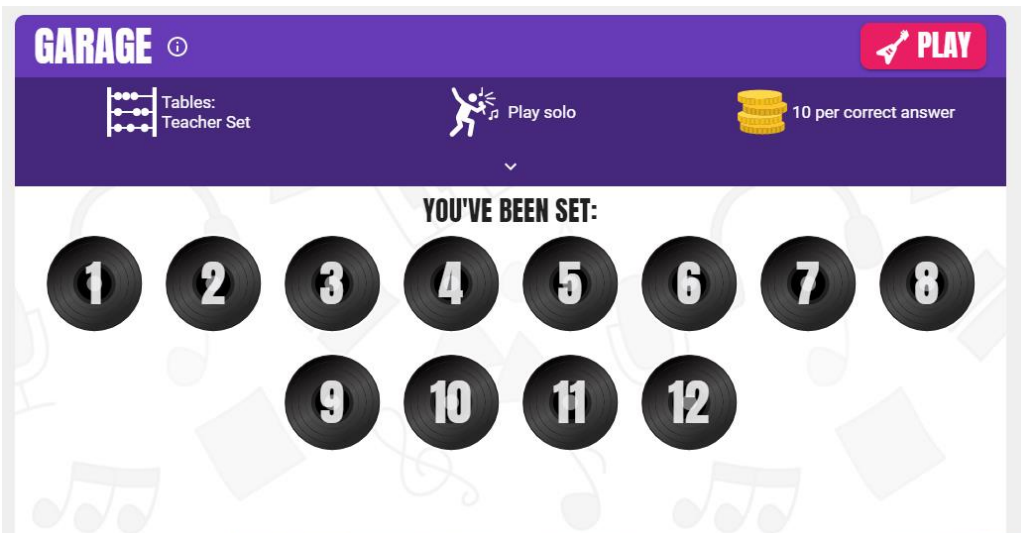 GARAGE
PLAY
Tables:
Teacher Set
Play solo
10 per correct answer
YOU'VE BEEN SET:
1 2 3 4 5 6 7 8
9 10 11 12